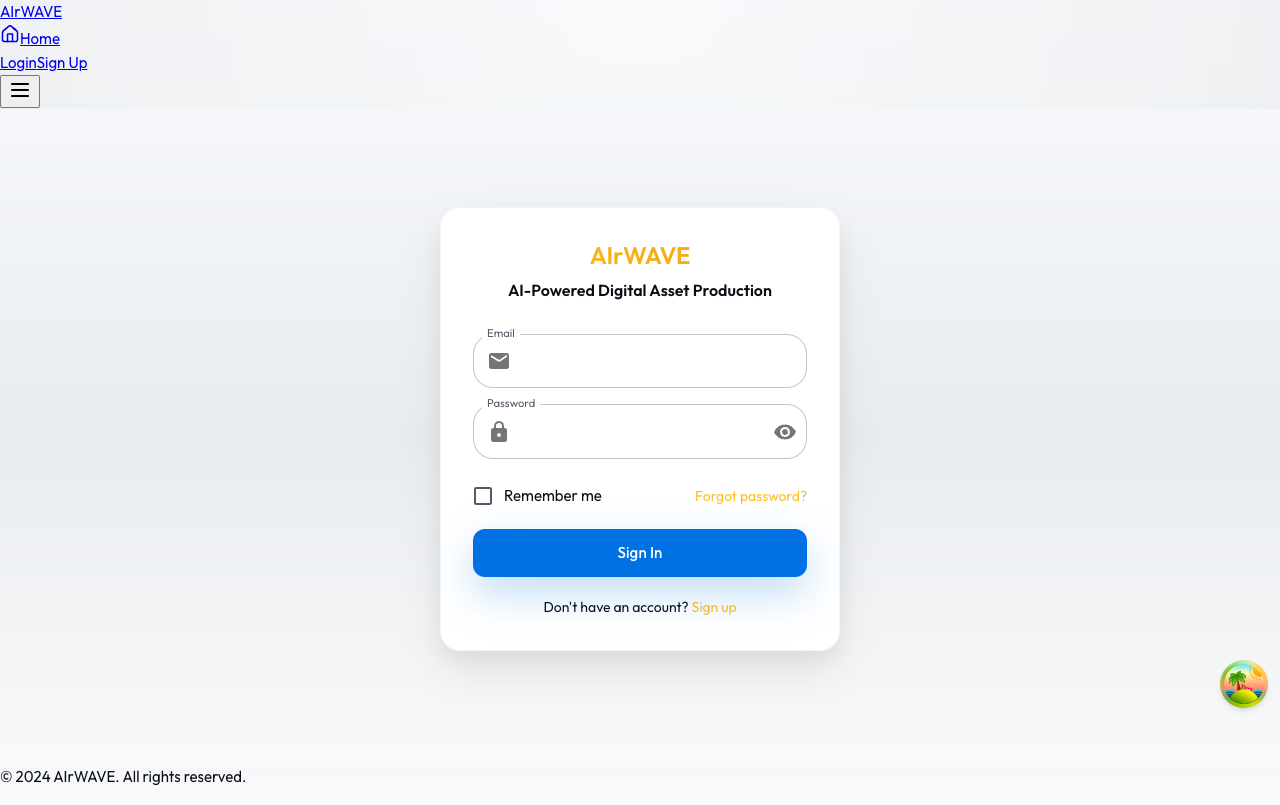 AIrWAVE
Home
LoginSign Up
AIrWAVE
AI-Powered Digital Asset Production
Email
Password
Remember me
Forgot password?
Sign In
Don't have an account? Sign up
© 2024 AIrWAVE. All rights reserved.